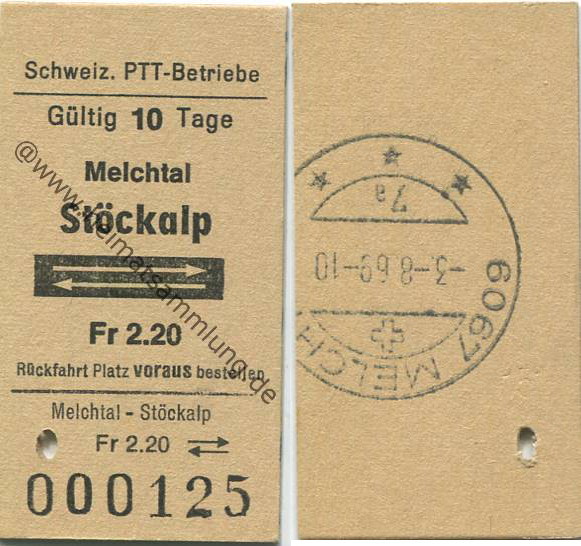 Schweiz. PTT-Betriebe
Gültig 10 Tage
Melchtal
Stöckalp
Fr 2.20
Rückfahrt Platz voraus bestellen
Melchtal - Stöckalp
Fr 2.20
000125
@www.heimatsammlung.de
7a
-3.-8.69-10
6067 MELCH